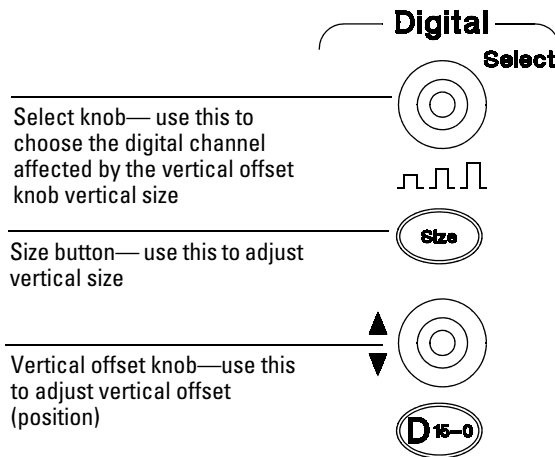 Digital
Select
Select knob— use this to
choose the digital channel
affected by the vertical offset
knob vertical size
Size
Size button— use this to adjust
vertical size
Vertical offset knob—use this
to adjust vertical offset
(position)
D 15–0